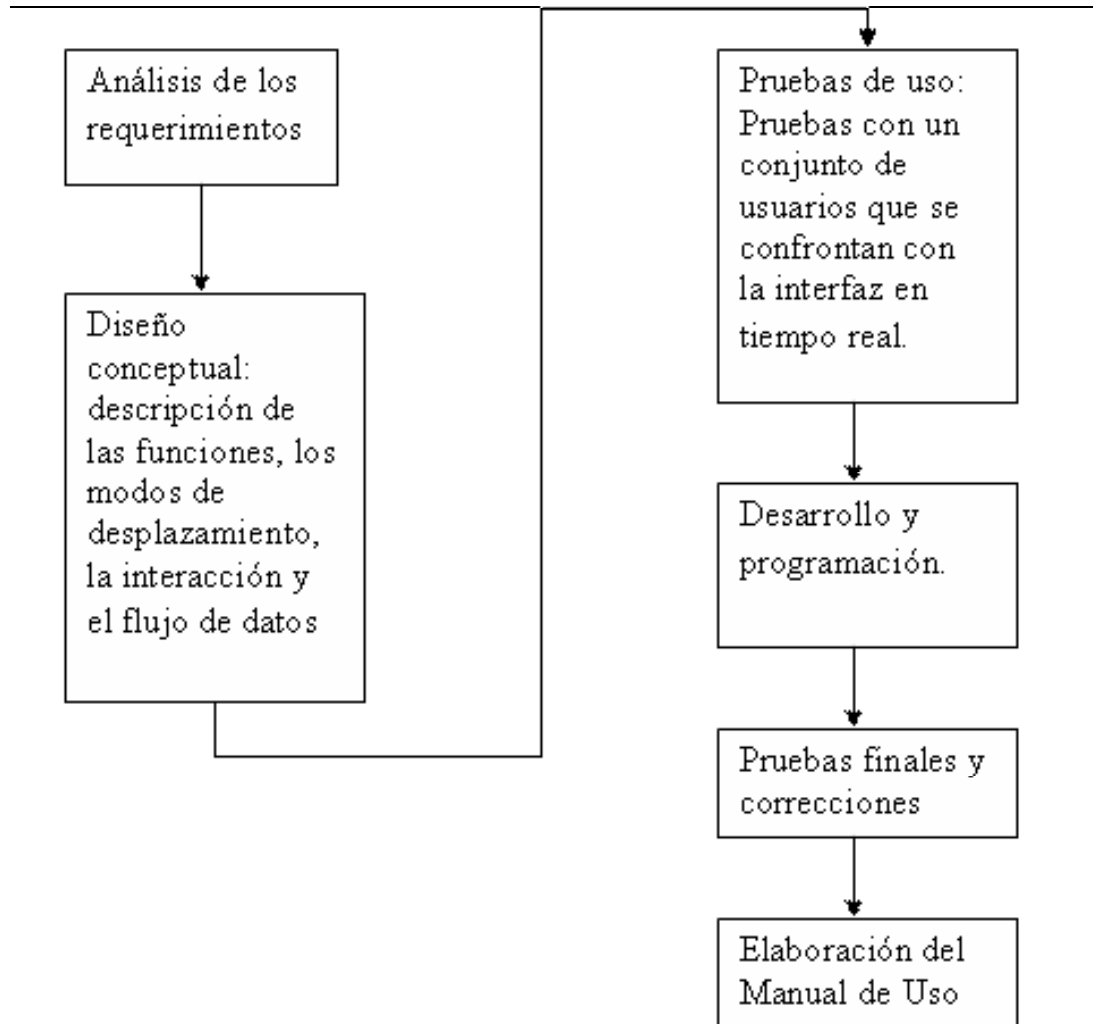 Análisis de los
requerimientos
Diseño
conceptual:
descripción de
las funciones, los
modos de
desplazamiento,
la interacción y
el flujo de datos
Pruebas de uso:
Pruebas con un
conjunto de
usuarios que se
confrontan con
la interfaz en
tiempo real.
Desarrollo y
programación.
Pruebas finales y
correcciones
Elaboración del
Manual de Uso